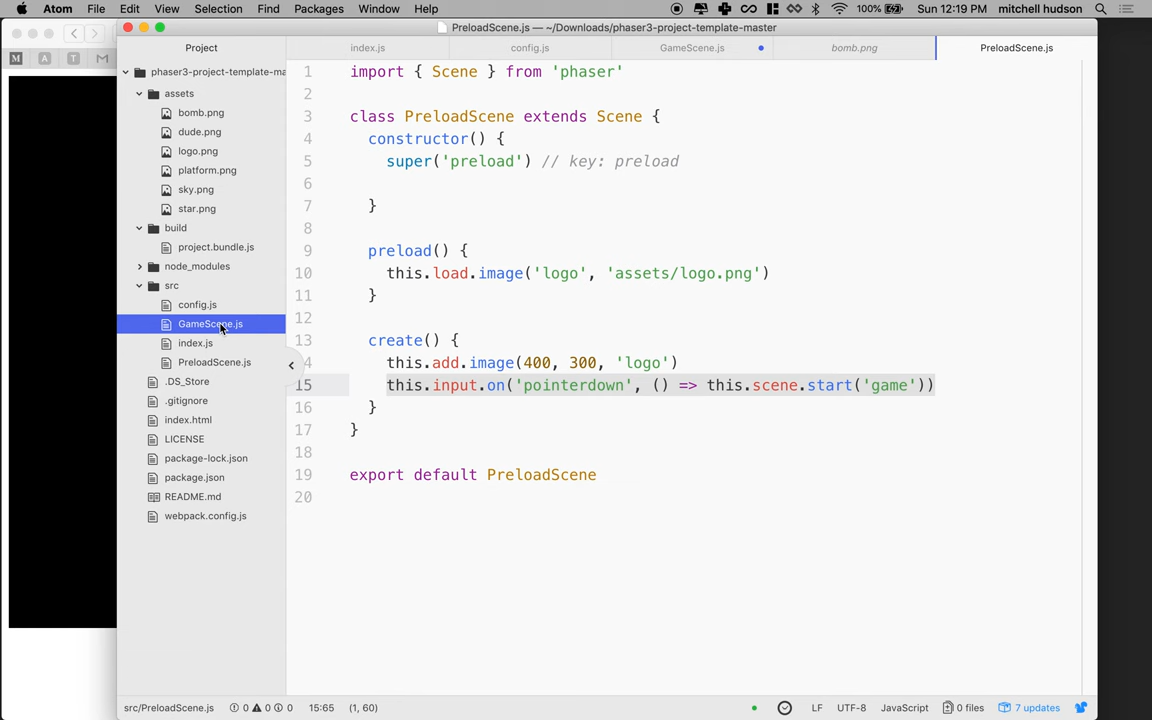 Atom File Edit View Selection Find Packages Window Help 100% Sun 12:19 PM mitchell hudson
PreloadScene.js — ~/Downloads/phaser3-project-template-master
M A T M
Project
phaser3-project-template-ma
assets
bomb.png
dude.png
logo.png
platform.png
sky.png
star.png
build
project.bundle.js
node_modules
src
config.js
GameScene.js
index.js
PreloadScene.js
.DS_Store
.gitignore
index.html
LICENSE
package-lock.json
package.json
README.md
webpack.config.js
index.js config.js GameScene.js bomb.png PreloadScene.js
1 import { Scene } from 'phaser'
2
3 class PreloadScene extends Scene {
4 constructor() {
5 super('preload') // key: preload
6
7 }
8
9 preload() {
10 this.load.image('logo', 'assets/logo.png')
11 }
12
13 create() {
4 this.add.image(400, 300, 'logo')
15 this.input.on('pointerdown', () => this.scene.start('game'))
16 }
17 }
18
19 export default PreloadScene
20
src/PreloadScene.js 0 0 0 15:65 (1, 60) LF UTF-8 JavaScript 0 files 7 updates